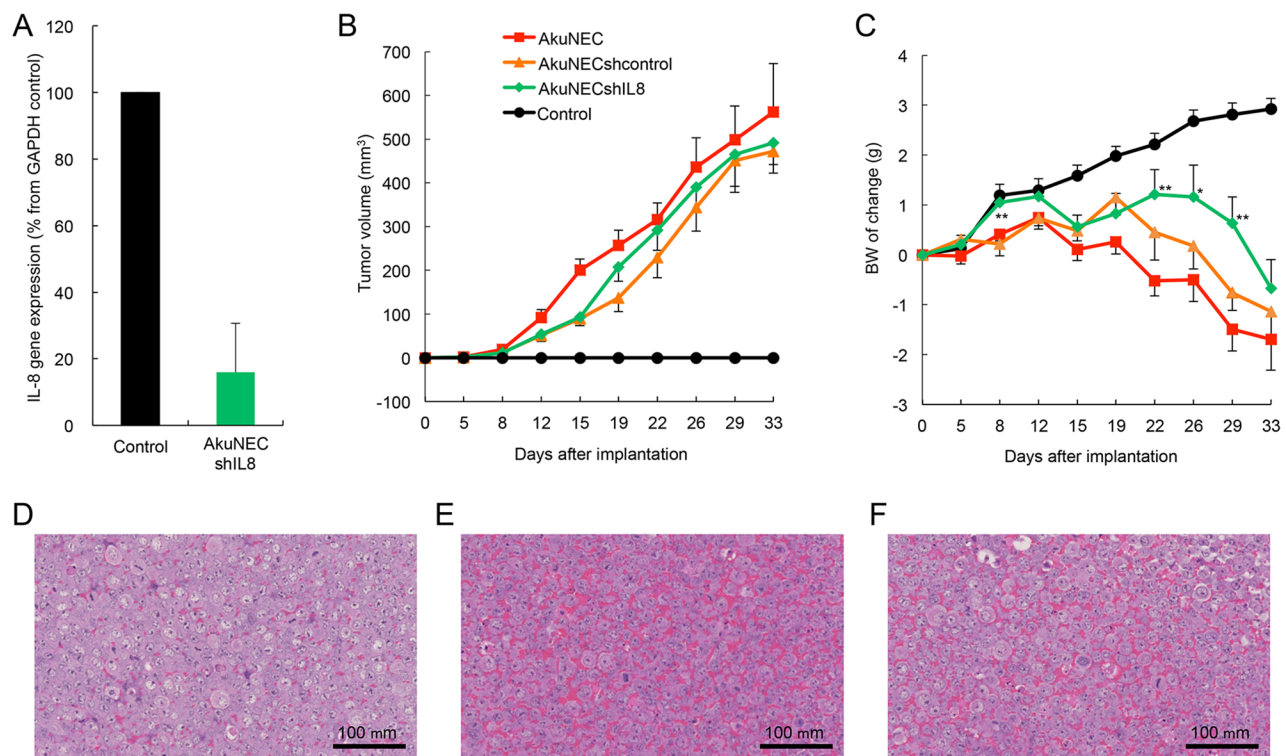 A
IL-8 gene expression (% from GAPDH control)
120
100
80
60
40
20
0
Control
AkuNEC
shIL8
B
AkuNEC
AkuNECshcontrol
AkuNECshIL8
Control
Tumor volume (mm³)
700
600
500
400
300
200
100
0
-100
0 5 8 12 15 19 22 26 29 33
Days after implantation
C
BW of change (g)
4
3
2
1
0
-1
-2
-3
**
**
*
**
0 5 8 12 15 19 22 26 29 33
Days after implantation
D
100 mm
E
100 mm
F
100 mm